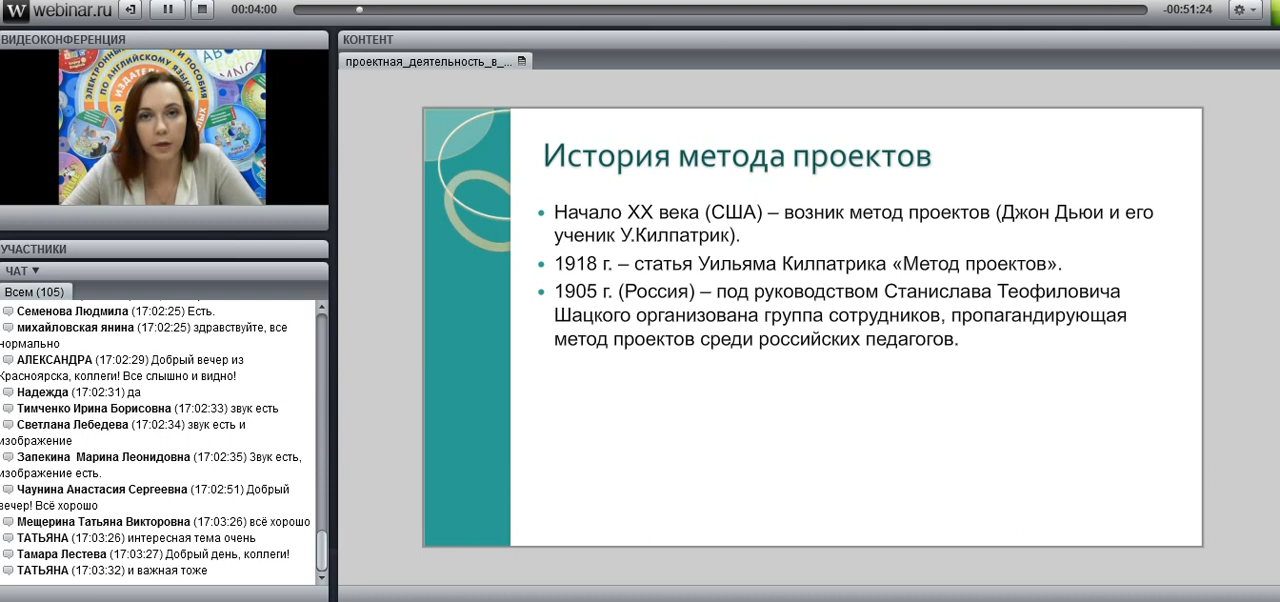 webinar.ru
00:04:00
-00:51:24
ВИДЕОКОНФЕРЕНЦИЯ
ЭЛЕКТРОННЫЕ
И ПОСОБИЯ
ПО АНГЛИЙСКОМУ ЯЗЫКУ
УЧАСТНИКИ
ЧАТ ▼
Всем (105)
Семенова Людмила (17:02:25) Есть.
михайловская янина (17:02:25) здравствуйте, все
нормально
АЛЕКСАНДРА (17:02:29) Добрый вечер из
Красноярска, коллеги! Все слышно и видно!
Надежда (17:02:31) да
Тимченко Ирина Борисовна (17:02:33) звук есть
Светлана Лебедева (17:02:34) звук есть и
изображение
Запекина Марина Леонидовна (17:02:35) Звук есть,
изображение есть.
Чаунина Анастасия Сергеевна (17:02:51) Добрый
вечер! Всё хорошо
Мещерина Татьяна Викторовна (17:03:26) всё хорошо
ТАТЬЯНА (17:03:26) интересная тема очень
Тамара Лестева (17:03:27) Добрый день, коллеги!
ТАТЬЯНА (17:03:32) и важная тоже
КОНТЕНТ
проектная_деятельность_в_...
История метода проектов
• Начало XX века (США) – возник метод проектов (Джон Дьюи и его
ученик У.Килпатрик).
• 1918 г. – статья Уильяма Килпатрика «Метод проектов».
• 1905 г. (Россия) – под руководством Станислава Теофиловича
Шацкого организована группа сотрудников, пропагандирующая
метод проектов среди российских педагогов.